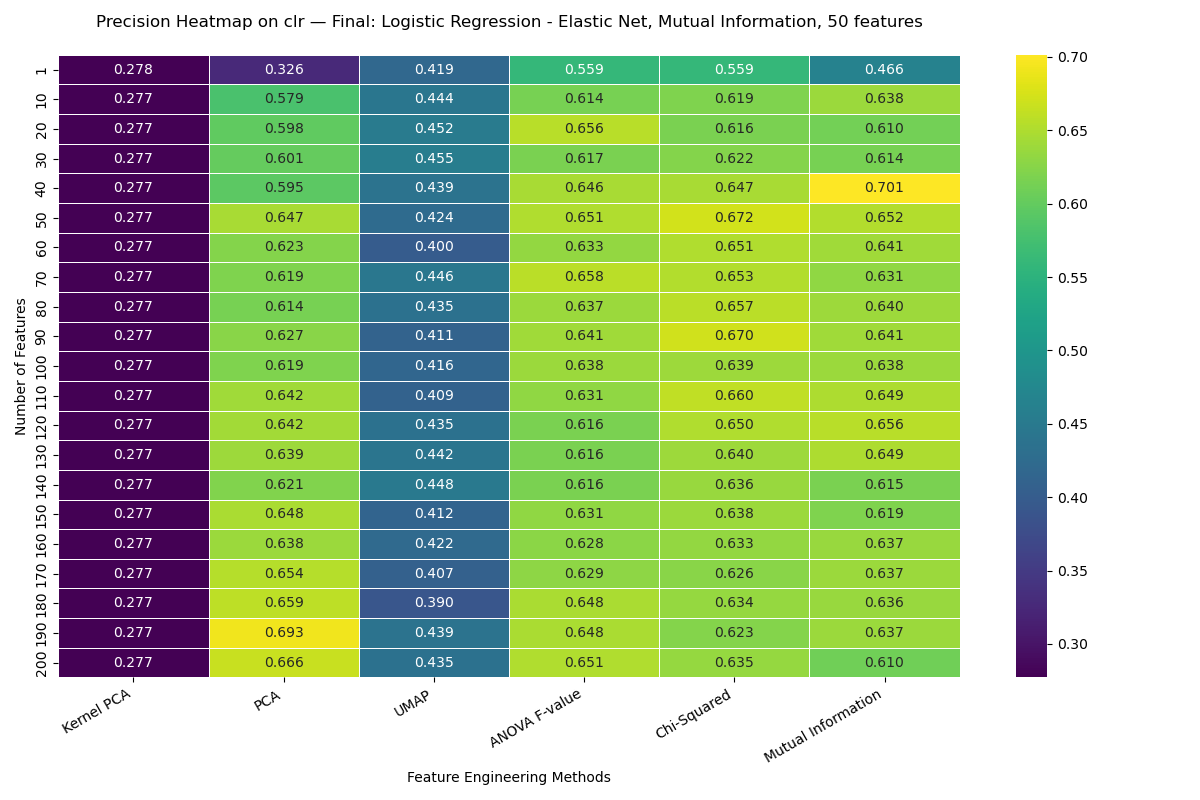 Precision Heatmap on clr — Final: Logistic Regression - Elastic Net, Mutual Information, 50 features
1 0.278 0.326 0.419 0.559 0.559 0.466
10 0.277 0.579 0.444 0.614 0.619 0.638
20 0.277 0.598 0.452 0.656 0.616 0.610
30 0.277 0.601 0.455 0.617 0.622 0.614
40 0.277 0.595 0.439 0.646 0.647 0.701
50 0.277 0.647 0.424 0.651 0.672 0.652
60 0.277 0.623 0.400 0.633 0.651 0.641
70 0.277 0.619 0.446 0.658 0.653 0.631
80 0.277 0.614 0.435 0.637 0.657 0.640
90 0.277 0.627 0.411 0.641 0.670 0.641
100 0.277 0.619 0.416 0.638 0.639 0.638
110 0.277 0.642 0.409 0.631 0.660 0.649
120 0.277 0.642 0.435 0.616 0.650 0.656
130 0.277 0.639 0.442 0.616 0.640 0.649
140 0.277 0.621 0.448 0.616 0.636 0.615
150 0.277 0.648 0.412 0.631 0.638 0.619
160 0.277 0.638 0.422 0.628 0.633 0.637
170 0.277 0.654 0.407 0.629 0.626 0.637
180 0.277 0.659 0.390 0.648 0.634 0.636
190 0.277 0.693 0.439 0.648 0.623 0.637
200 0.277 0.666 0.435 0.651 0.635 0.610
Number of Features
Kernel PCA PCA UMAP ANOVA F-value Chi-Squared Mutual Information
Feature Engineering Methods
0.70
0.65
0.60
0.55
0.50
0.45
0.40
0.35
0.30